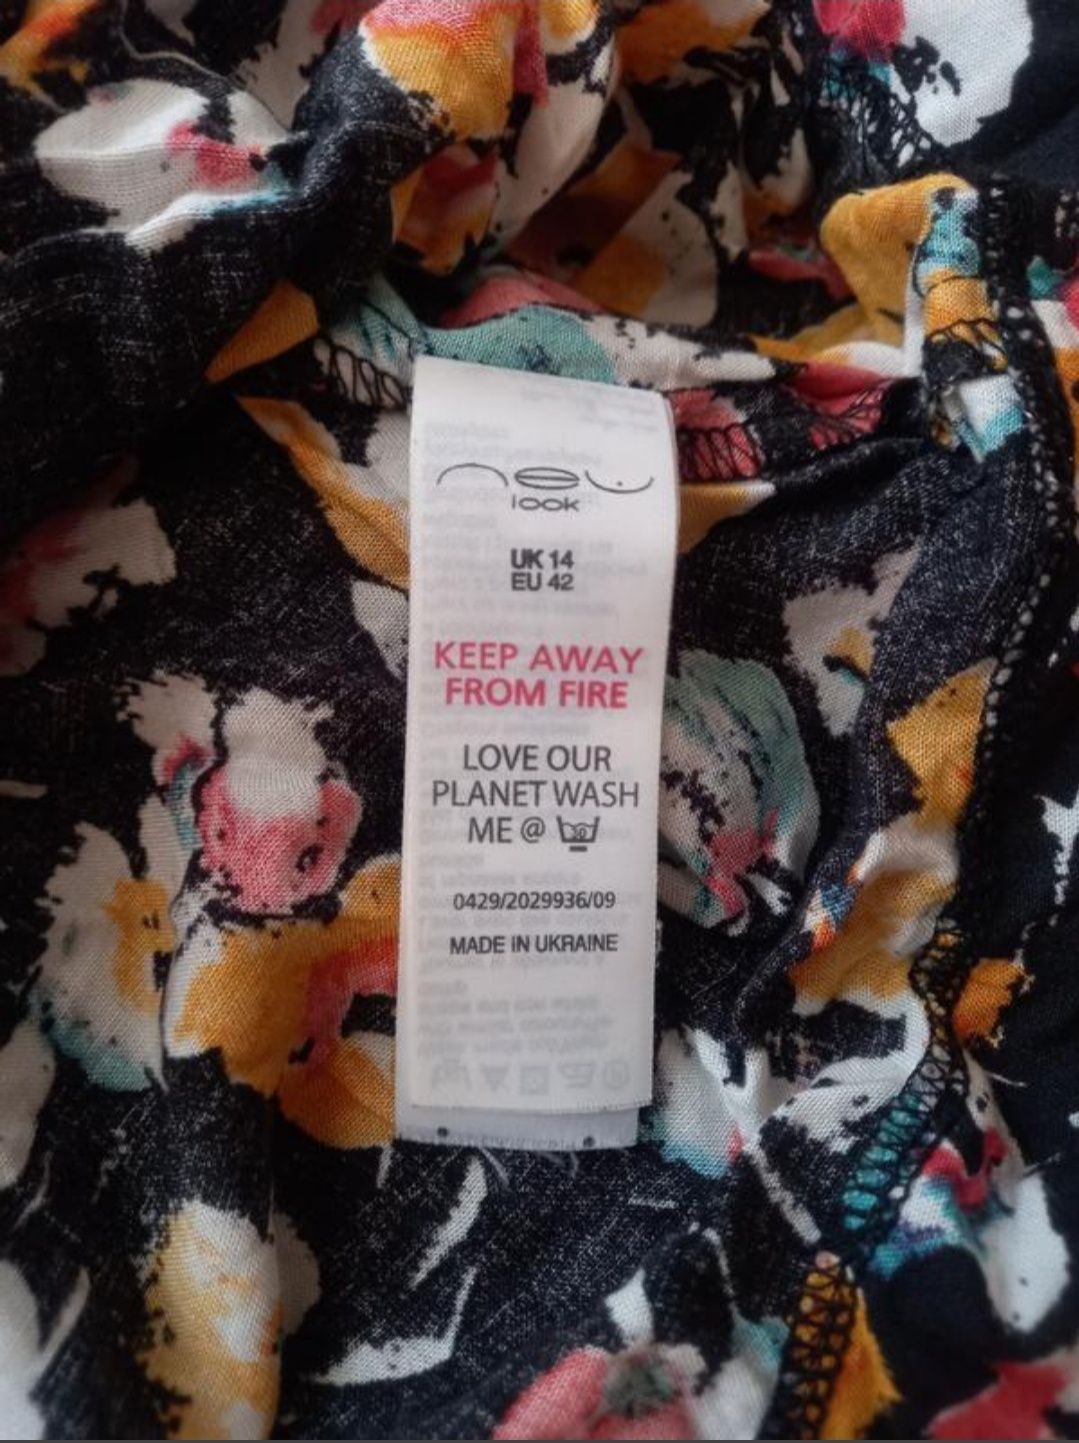 new
look
UK 14
EU 42
KEEP AWAY
FROM FIRE
LOVE OUR
PLANET WASH
ME @ 30
0429/2029936/09
MADE IN UKRAINE